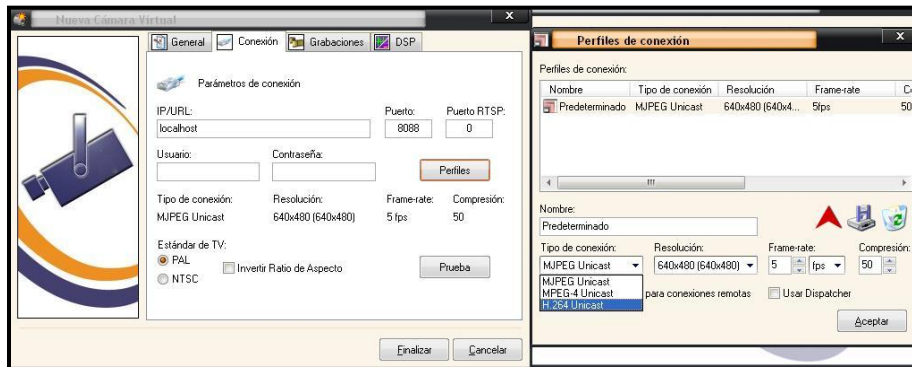 Nueva Cámara Virtual
x
General
Conexión
Grabaciones
DSP
Parámetros de conexión
IP/URL:
Puerto:
Puerto RTSP:
localhost
8088
0
Usuario:
Contraseña:
Perfiles
Tipo de conexión:
Resolución:
Frame-rate:
Compresión:
MJPEG Unicast
640x480 (640x480)
5 fps
50
Estándar de TV:
PAL
Invertir Ratio de Aspecto
NTSC
Prueba
Finalizar
Cancelar
Perfiles de conexión
x
Perfiles de conexión:
Nombre
Tipo de conexión
Resolución
Frame-rate
Predeterminado
MJPEG Unicast
640x480 (640x4...
5fps
50
Nombre:
Predeterminado
Tipo de conexión:
Resolución:
Frame-rate:
Compresión:
MJPEG Unicast
640x480 (640x480)
5
fps
50
MJPEG Unicast
MPEG-4 Unicast
H.264 Unicast
para conexiones remotas
Usar Dispatcher
Aceptar